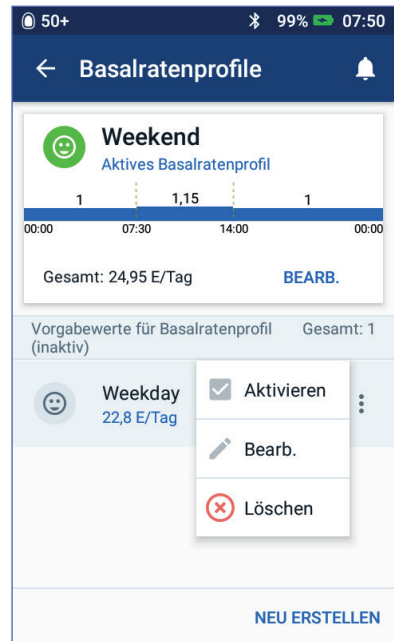 50+ 99% 07:50
Basalratenprofile
Weekend
Aktives Basalratenprofil
1 1,15 1
00:00 07:30 14:00 00:00
Gesamt: 24,95 E/Tag BEARB.
Vorgabewerte für Basalratenprofil Gesamt: 1
(inaktiv)
Weekday
22,8 E/Tag
Aktivieren
Bearb.
Löschen
NEU ERSTELLEN